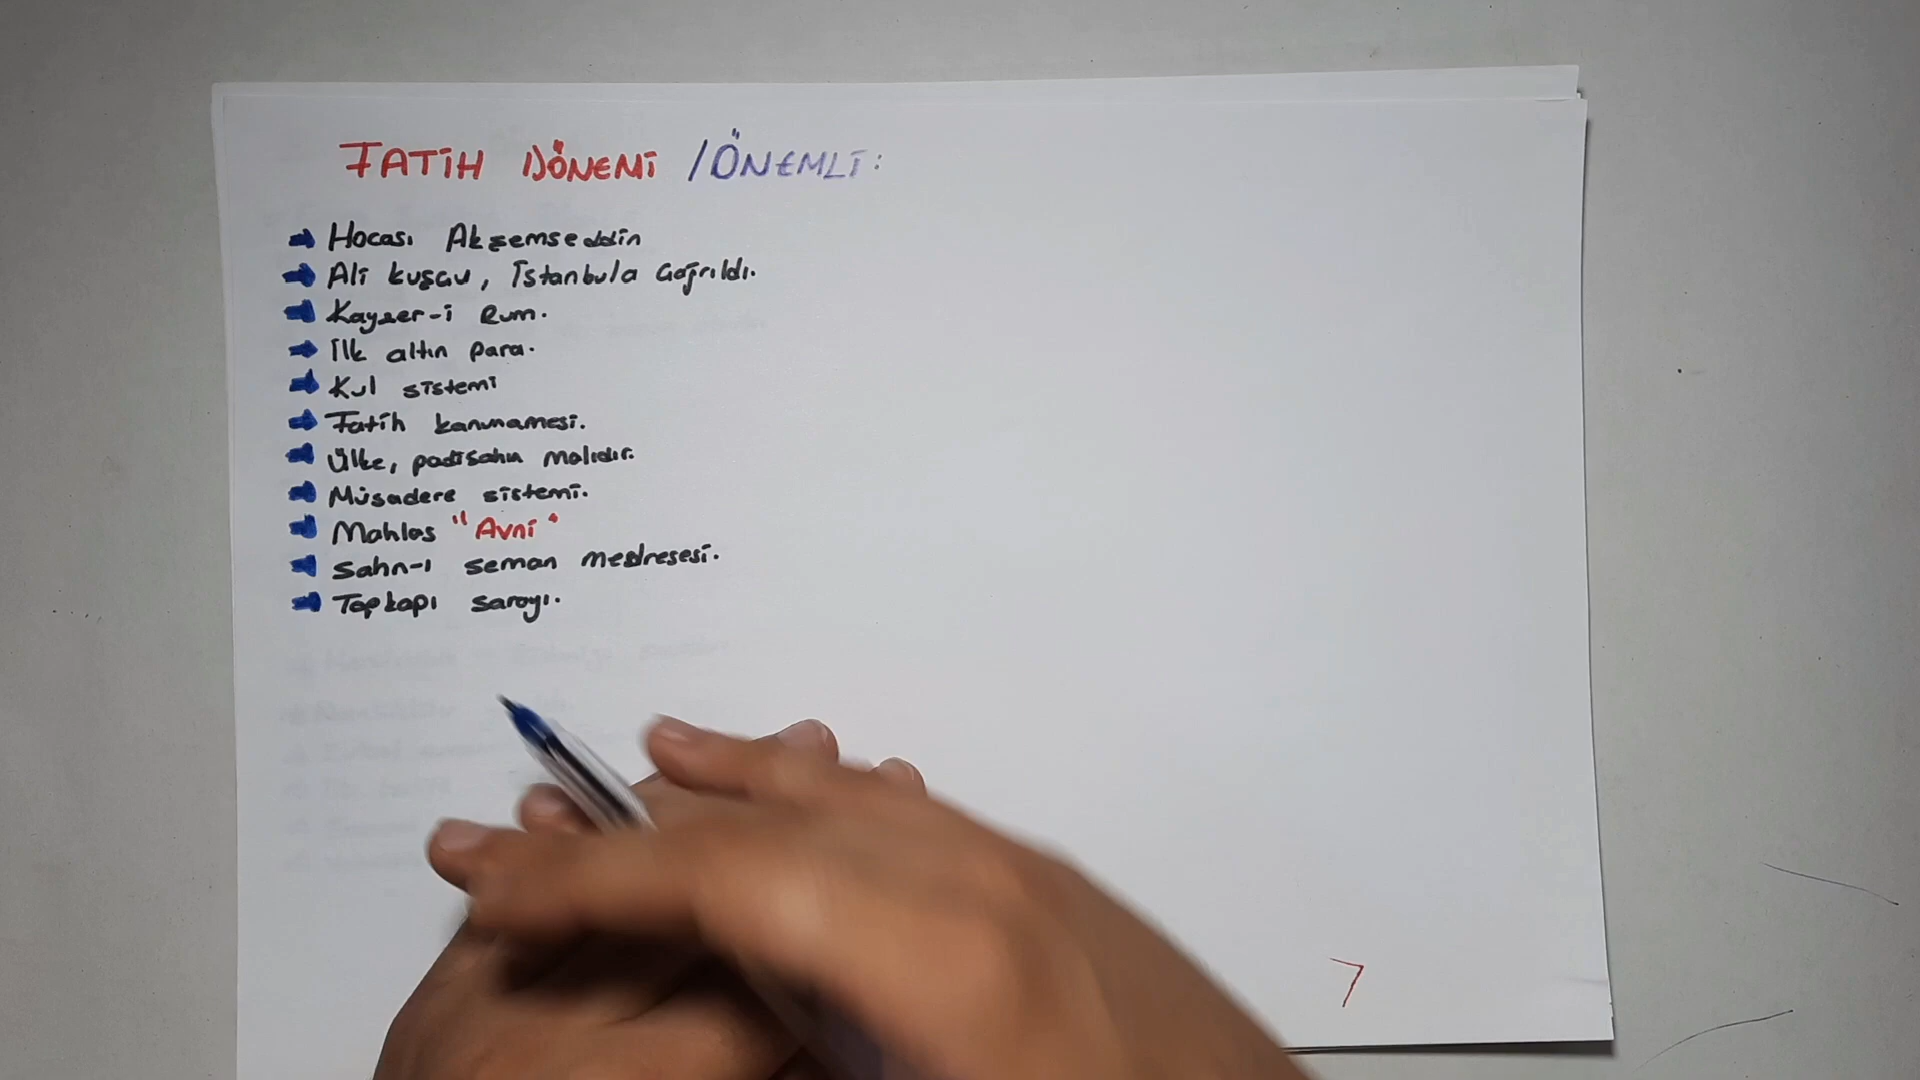 FATİH DÖNEMİ /ÖNEMLİ:
Hocası Akşemseddin
Ali kuşcu, İstanbula Çağrıldı.
Kayser-i Rum.
İlk altın para.
Kul sistemi
Fatih kanunnamesi.
Ülke, padişahın malıdır.
Müsadere sistemi.
Mahlas "Avni"
Sahn-ı seman medresesi.
Topkapı sarayı.
7